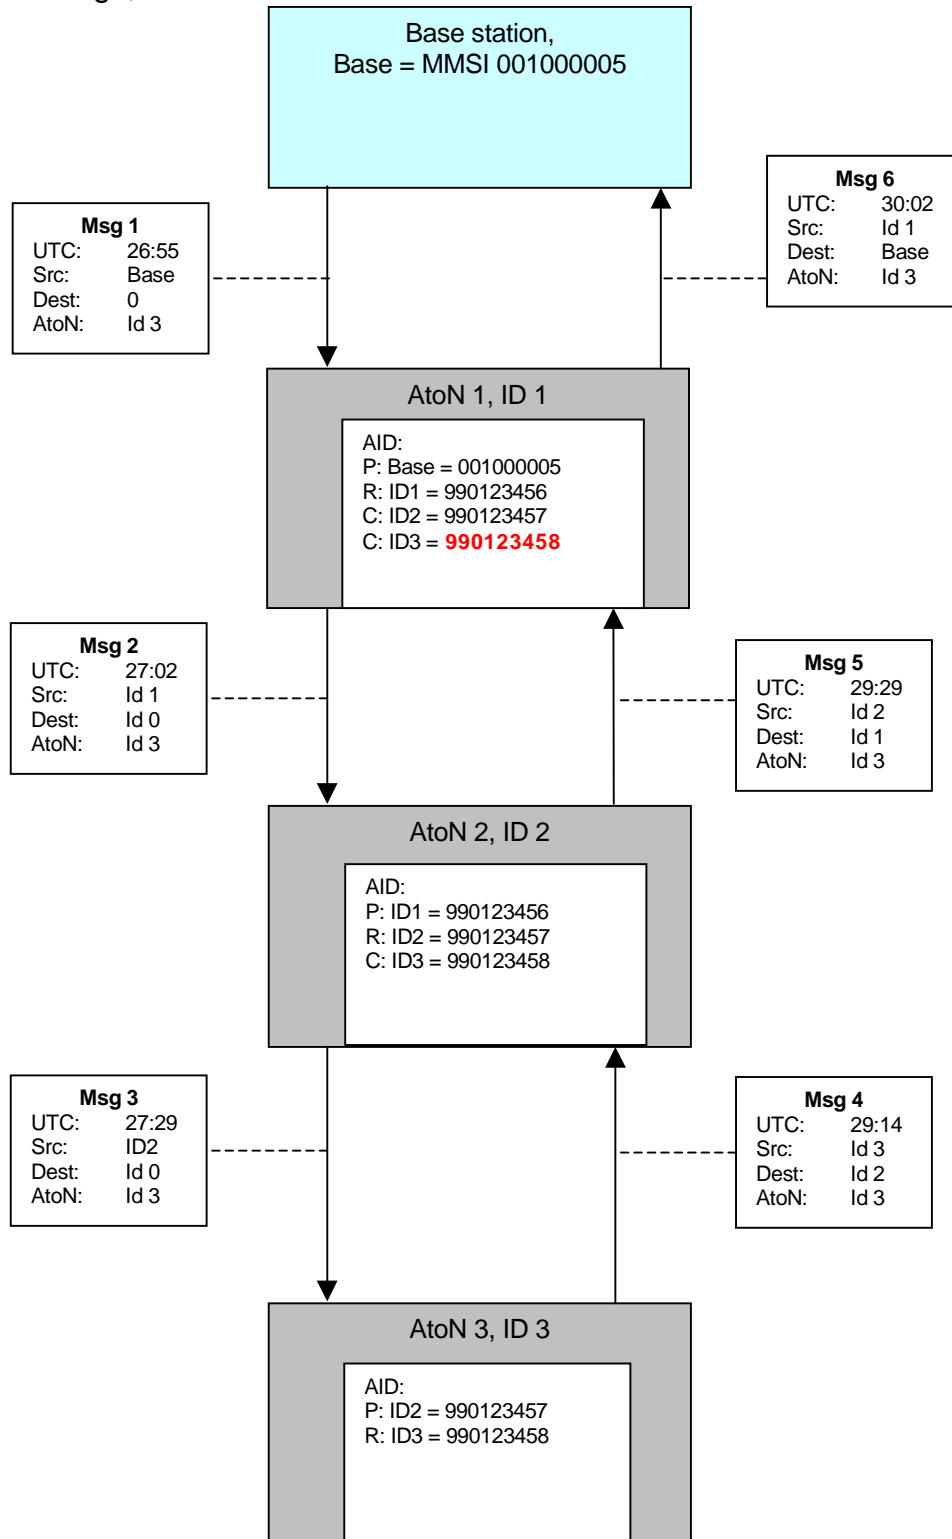 Base station,
Base = MMSI 001000005
Msg 6
UTC: 30:02
Src: Id 1
Dest: Base
AtoN: Id 3
Msg 1
UTC: 26:55
Src: Base
Dest: 0
AtoN: Id 3
AtoN 1, ID 1
AID:
P: Base = 001000005
R: ID1 = 990123456
C: ID2 = 990123457
C: ID3 = 990123458
Msg 2
UTC: 27:02
Src: Id 1
Dest: Id 0
AtoN: Id 3
Msg 5
UTC: 29:29
Src: Id 2
Dest: Id 1
AtoN: Id 3
AtoN 2, ID 2
AID:
P: ID1 = 990123456
R: ID2 = 990123457
C: ID3 = 990123458
Msg 3
UTC: 27:29
Src: ID2
Dest: Id 0
AtoN: Id 3
Msg 4
UTC: 29:14
Src: Id 3
Dest: Id 2
AtoN: Id 3
AtoN 3, ID 3
AID:
P: ID2 = 990123457
R: ID3 = 990123458